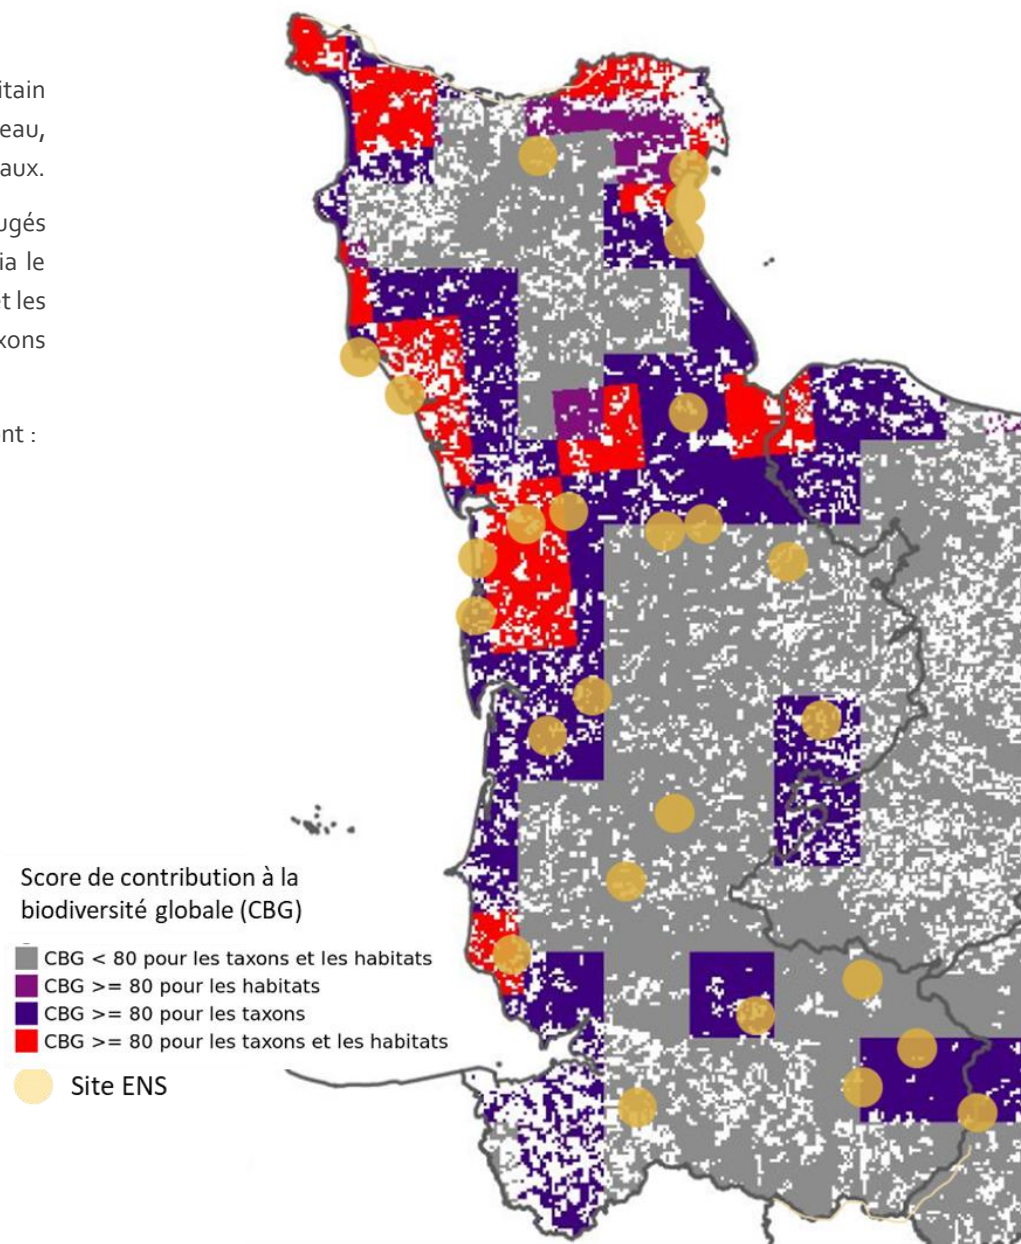 itain
eau,
aux.
ugés
ia le
et les
xons
nt :
Score de contribution à la
biodiversité globale (CBG)
CBG < 80 pour les taxons et les habitats
CBG >= 80 pour les habitats
CBG >= 80 pour les taxons
CBG >= 80 pour les taxons et les habitats
Site ENS